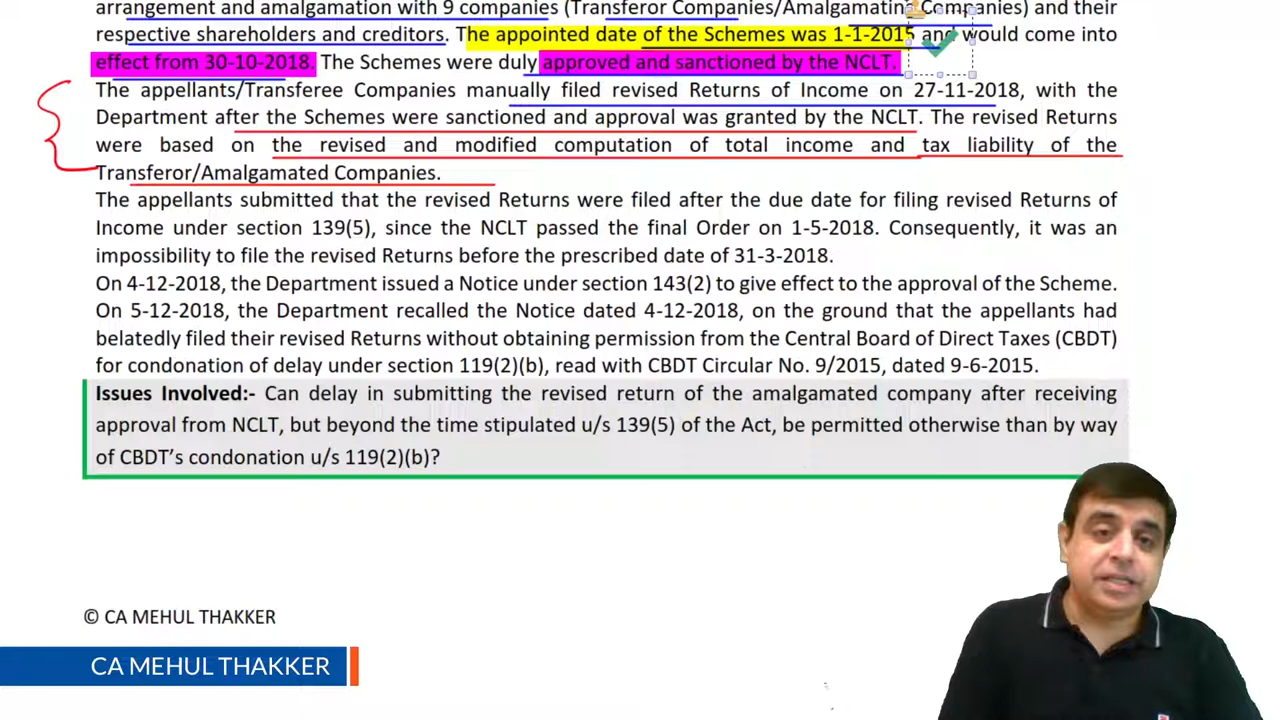 arrangement and amalgamation with 9 companies (Transferor Companies/Amalgamating Companies) and their
respective shareholders and creditors. The appointed date of the Schemes was 1-1-2015 and would come into
effect from 30-10-2018. The Schemes were duly approved and sanctioned by the NCLT.
The appellants/Transferee Companies manually filed revised Returns of Income on 27-11-2018, with the
Department after the Schemes were sanctioned and approval was granted by the NCLT. The revised Returns
were based on the revised and modified computation of total income and tax liability of the
Transferor/Amalgamated Companies.
The appellants submitted that the revised Returns were filed after the due date for filing revised Returns of
Income under section 139(5), since the NCLT passed the final Order on 1-5-2018. Consequently, it was an
impossibility to file the revised Returns before the prescribed date of 31-3-2018.
On 4-12-2018, the Department issued a Notice under section 143(2) to give effect to the approval of the Scheme.
On 5-12-2018, the Department recalled the Notice dated 4-12-2018, on the ground that the appellants had
belatedly filed their revised Returns without obtaining permission from the Central Board of Direct Taxes (CBDT)
for condonation of delay under section 119(2)(b), read with CBDT Circular No. 9/2015, dated 9-6-2015.
Issues Involved:- Can delay in submitting the revised return of the amalgamated company after receiving
approval from NCLT, but beyond the time stipulated u/s 139(5) of the Act, be permitted otherwise than by way
of CBDT's condonation u/s 119(2)(b)?
© CA MEHUL THAKKER
CA MEHUL THAKKER